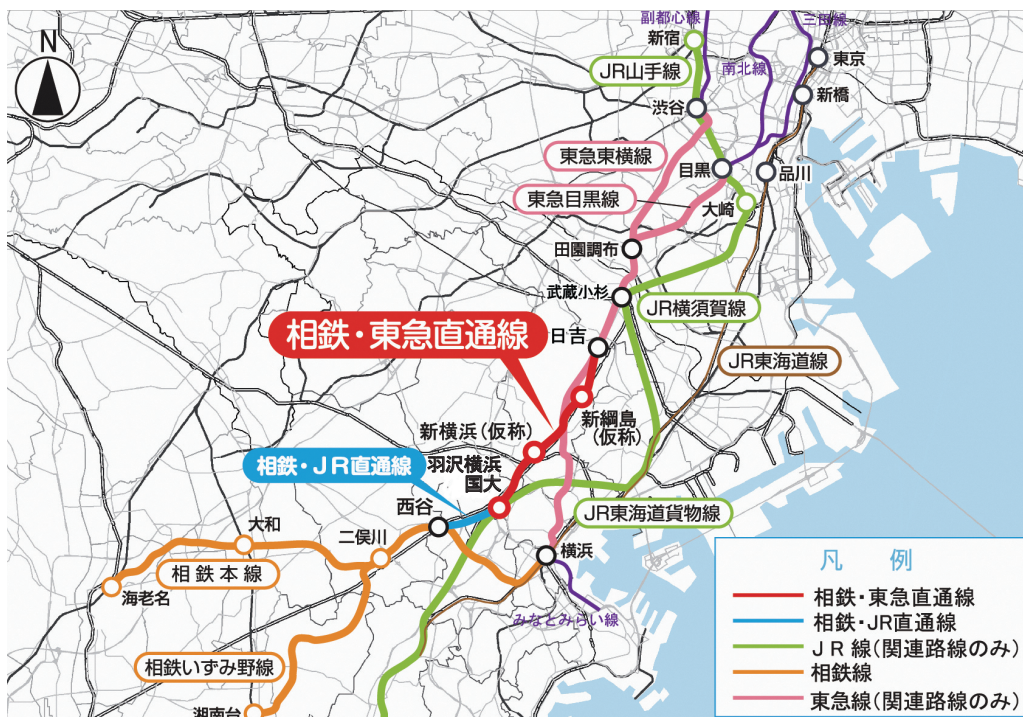 N
副都心線
三田線
新宿
東京
JR山手線
南北線
新橋
渋谷
東急東横線
目黒
品川
東急目黒線
大崎
田園調布
武蔵小杉
JR横須賀線
相鉄・東急直通線
日吉
JR東海道線
新綱島
(仮称)
新横浜(仮称)
相鉄・JR直通線
羽沢横浜
国大
西谷
JR東海道貨物線
大和
二俣川
横浜
相鉄本線
海老名
みなとみらい線
相鉄いずみ野線
湘南台
凡 例
相鉄・東急直通線
相鉄・JR直通線
JR線(関連路線のみ)
相鉄線
東急線(関連路線のみ)